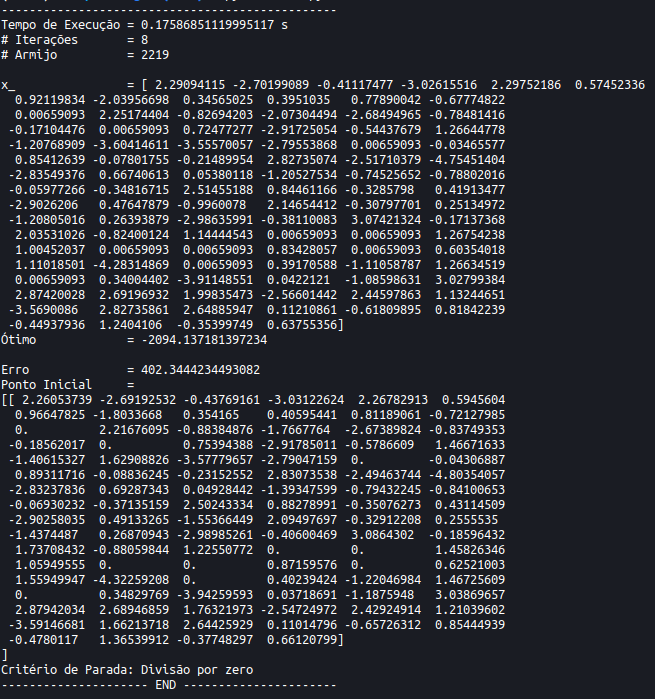 ------------------------------------------------
Tempo de Execução = 0.17586851119995117 s
# Iterações = 8
# Armijo = 2219
x_ = [ 2.29094115 -2.70199089 -0.41117477 -3.02615516 2.29752186 0.57452336
0.92119834 -2.03956698 0.34565025 0.3951035 0.77890042 -0.67774822
0.00659093 2.25174404 -0.82694203 -2.07304494 -2.68494965 -0.78481416
-0.17104476 0.00659093 0.72477277 -2.91725054 -0.54437679 1.26644778
-1.20768909 -3.60414611 -3.55570057 -2.79553868 0.00659093 -0.03465577
0.85412639 -0.07801755 -0.21489954 2.82735074 -2.51710379 -4.75451404
-2.83549376 0.66740613 0.05380118 -1.20527534 -0.74525652 -0.78802016
-0.05977266 -0.34816715 2.51455188 0.84461166 -0.3285798 0.41913477
-2.9026206 0.47647879 -0.9960078 2.14654412 -0.30797701 0.25134972
-1.20805016 0.26393879 -2.98635991 -0.38110083 3.07421324 -0.17137368
2.03531026 -0.82400124 1.14444543 0.00659093 0.00659093 1.26754238
1.00452037 0.00659093 0.00659093 0.83428057 0.00659093 0.60354018
1.11018501 -4.28314869 0.00659093 0.39170588 -1.11058787 1.26634519
0.00659093 0.34004402 -3.91148551 0.0422121 -1.08598631 3.02799384
2.87420028 2.69196932 1.99835473 -2.56601442 2.44597863 1.13244651
-3.5690086 2.82735861 2.64885947 0.11210861 -0.61809895 0.81842239
-0.44937936 1.2404106 -0.35399749 0.63755356]
Ótimo = -2094.137181397234
Erro = 402.3444234493082
Ponto Inicial =
[[ 2.26053739 -2.69192532 -0.43769161 -3.03122624 2.26782913 0.5945604
0.96647825 -1.8033668 0.354165 0.40595441 0.81189061 -0.72127985
0. 2.21676095 -0.88384876 -1.7667764 -2.67389824 -0.83749353
-0.18562017 0. 0.75394388 -2.91785011 -0.5786609 1.46671633
-1.40615327 1.62908826 -3.57779657 -2.79047159 0. -0.04306887
0.89311716 -0.08836245 -0.23152552 2.83073538 -2.49463744 -4.80354057
-2.83237836 0.69287343 0.04928442 -1.39347599 -0.79432245 -0.84100653
-0.06930232 -0.37135159 2.50243334 0.88278991 -0.35076273 0.43114509
-2.90258035 0.49133265 -1.55366449 2.09497697 -0.32912208 0.2555535
-1.4374487 0.26870943 -2.98985261 -0.40600469 3.0864302 -0.18596432
1.73708432 -0.88059844 1.22550772 0. 0. 1.45826346
1.05949555 0. 0. 0.87159576 0. 0.62521003
1.55949947 -4.32259208 0. 0.40239424 -1.22046984 1.46725609
0. 0.34829769 -3.94259593 0.03718691 -1.1875948 3.03869657
2.87942034 2.68946859 1.76321973 -2.54724972 2.42924914 1.21039602
-3.59146681 1.66213718 2.64425929 0.11014796 -0.65726312 0.85444939
-0.4780117 1.36539912 -0.37748297 0.66120799]
]
Critério de Parada: Divisão por zero
--------------------- END ----------------------